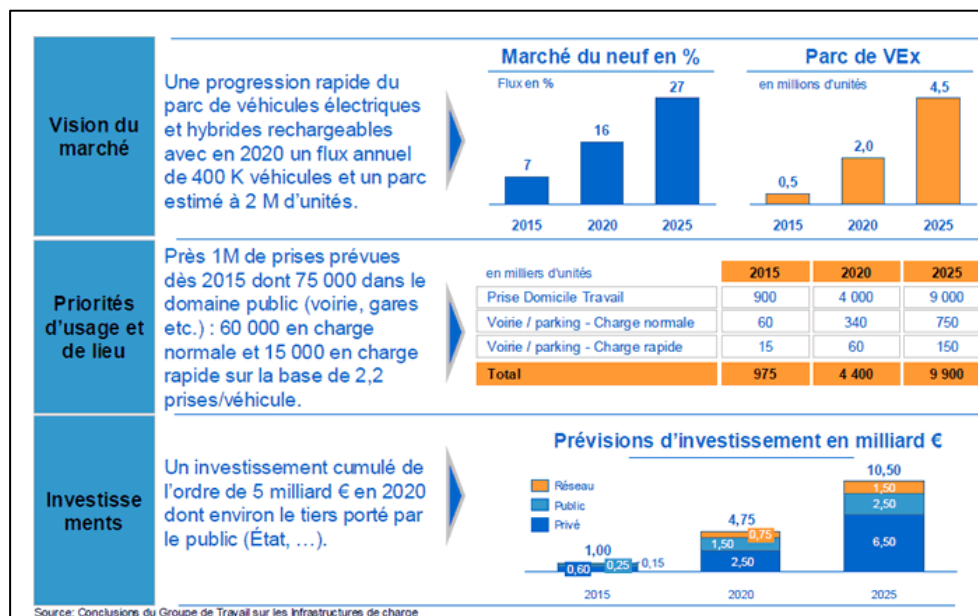 Vision du
marché
Une progression rapide du
parc de véhicules électriques
et hybrides rechargeables
avec en 2020 un flux annuel
de 400 K véhicules et un parc
estimé à 2 M d'unités.
Marché du neuf en %
Flux en %
7
16
27
2015 2020 2025
Parc de VEx
en millions d'unités
0,5
2,0
4,5
2015 2020 2025
Priorités
d'usage et
de lieu
Près 1M de prises prévues
dès 2015 dont 75 000 dans le
domaine public (voirie, gares
etc.) : 60 000 en charge
normale et 15 000 en charge
rapide sur la base de 2,2
prises/véhicule.
en milliers d'unités 2015 2020 2025
Prise Domicile Travail 900 4 000 9 000
Voirie / parking - Charge normale 60 340 750
Voirie / parking - Charge rapide 15 60 150
Total 975 4 400 9 900
Investisse
ments
Un investissement cumulé de
l'ordre de 5 milliard € en 2020
dont environ le tiers porté par
le public (État, …).
Prévisions d'investissement en milliard €
Réseau
Public
Privé
1,00
0,60 0,25 0,15
4,75
0,75
1,50
2,50
10,50
1,50
2,50
6,50
2015 2020 2025
Source: Conclusions du Groupe de Travail sur les Infrastructures de charge